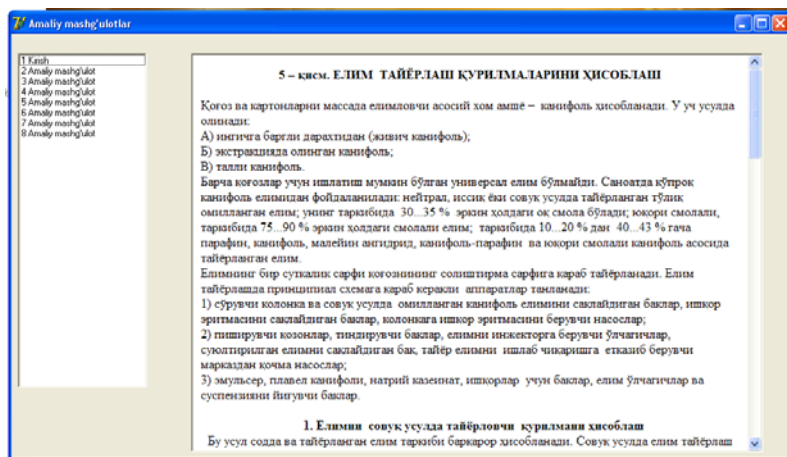 Amaliy mashg'ulotlar
1 Kirish
2 Amaliy mashg'ulot
3 Amaliy mashg'ulot
4 Amaliy mashg'ulot
5 Amaliy mashg'ulot
6 Amaliy mashg'ulot
7 Amaliy mashg'ulot
8 Amaliy mashg'ulot
5 – қисм. ЕЛИМ ТАЙЁРЛАШ ҚУРИЛМАЛАРИНИ ҲИСОБЛАШ
Қоғоз ва картонларни массада елимловчи асосий хом ашмё – канифоль ҳисобланади. У уч усулда
олинади:
А) ингичга баргли дарахтидан (живич канифоль);
Б) экстракцияда олинган канифоль;
В) талли канифоль.
Барча қоғозлар учун ишлатиш мумкин бўлган универсал елим бўлмайди. Саноатда кўпроқ
канифоль елимидан фойдаланилади: нейтрал, иссиқ ёки совуқ усулда тайёрланган тўлиқ
омилланган елим; унинг таркибида 30...35 % эркин ҳолдаги оқ смола бўлади; юқори смолали,
таркибида 75...90 % эркин ҳолдаги смолали елим; таркибида 10...20 % дан 40...43 % гача
парафин, канифоль, малейин ангидрид, канифоль-парафин ва юқори смолали канифоль асосида
тайёрланган елим.
Елимнинг бир суткалик сарфи қоғознининг солиштирма сарфига қараб тайёрланади. Елим
тайёрлашда принципиал схемага қараб керакли аппаратлар танланади:
1) сўрувчи колонка ва совуқ усулда омилланган канифоль елимини сақлайдиган баклар, ишқор
эритмасини сақлайдиган баклар, колонкага ишқор эритмасини берувчи насослар;
2) пиширувчи қозонлар, тиндирувчи баклар, елимни инжекторга берувчи ўлчагичлар,
суюлтирилган елимни сақлайдиган бак, тайёр елимни ишлаб чиқаришга етказиб берувчи
марказдан қочма насослар;
3) эмульсер, плавел канифоли, натрий казеинат, ишқорлар учун баклар, елим ўлчагичлар ва
суспензияни йиғувчи баклар.
1. Елимни совуқ усулда тайёрловчи қурилмани ҳисоблаш
Бу усул содда ва тайёрланган елим таркиби барқарор ҳисобланади. Совуқ усулда елим тайёрлаш